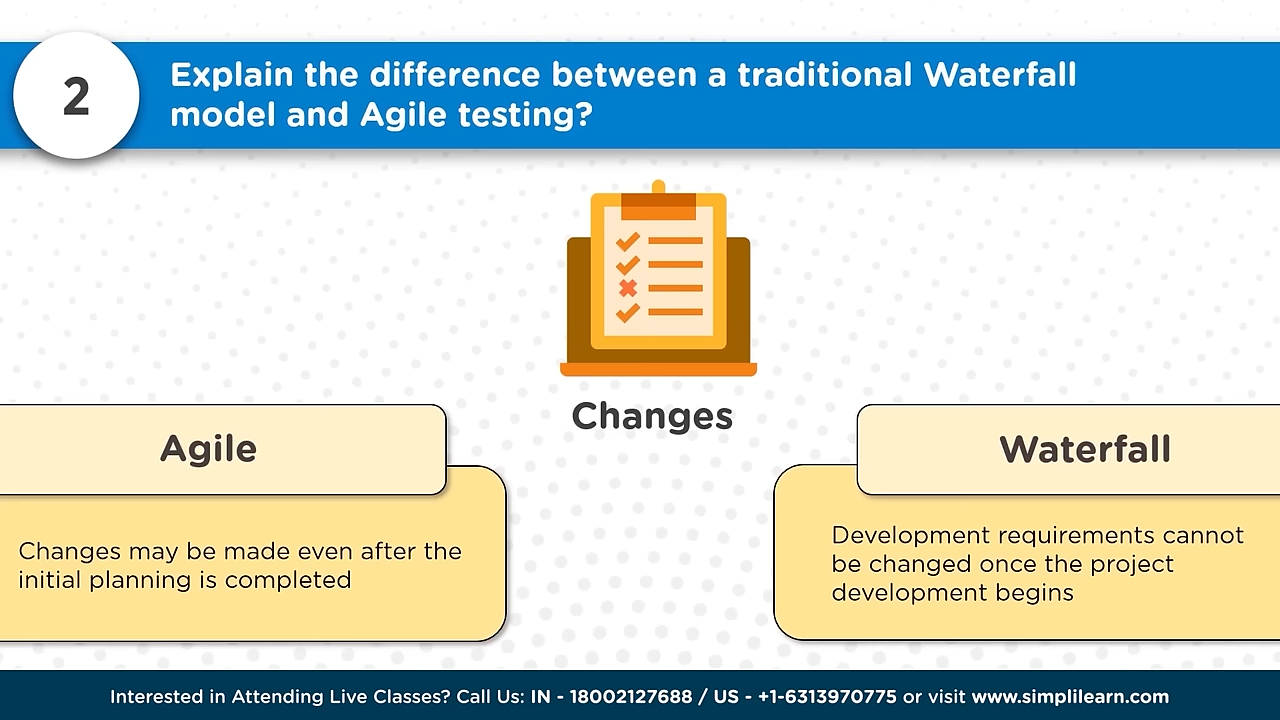 2
Explain the difference between a traditional Waterfall
model and Agile testing?
Changes
Agile
Changes may be made even after the
initial planning is completed
Waterfall
Development requirements cannot
be changed once the project
development begins
Interested in Attending Live Classes? Call Us: IN - 18002127688 / US - +1-6313970775 or visit www.simplilearn.com